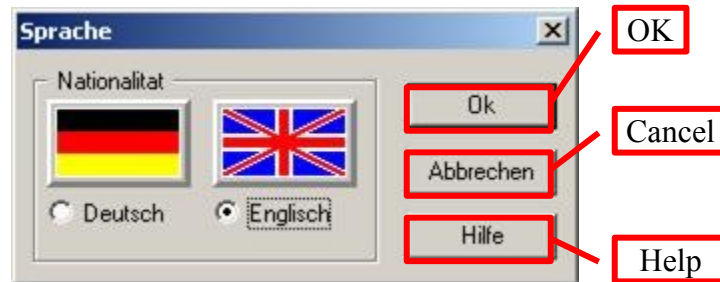 Sprache
OK
Nationalitat
Ok
Cancel
Abbrechen
Deutsch
Englisch
Hilfe
Help